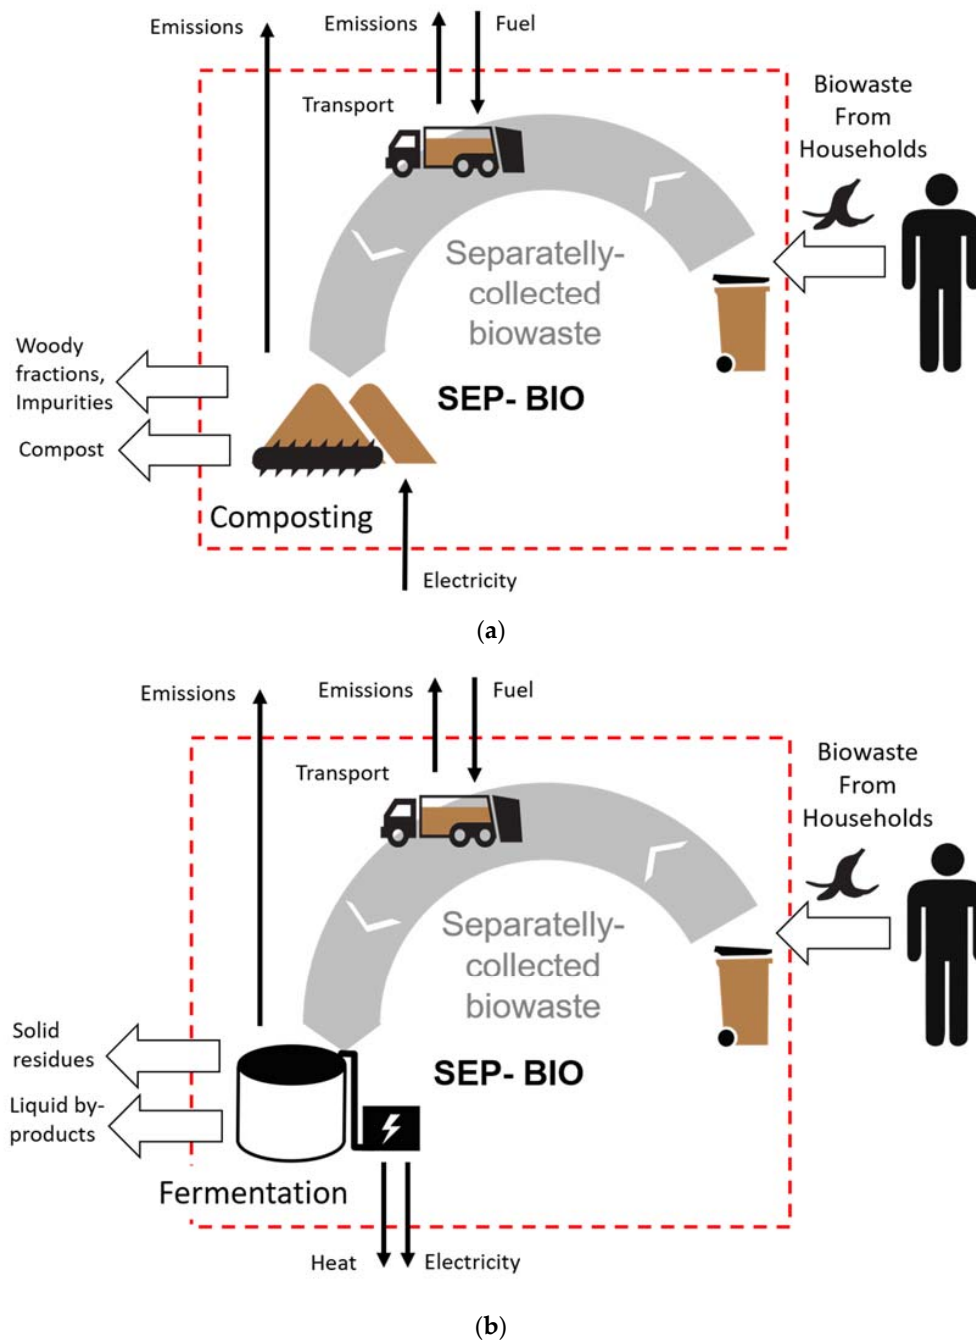 Emissions
Emissions
Fuel
Transport
Biowaste
From
Households
Separatelly-
collected
biowaste
SEP- BIO
Woody
fractions,
Impurities
Compost
Composting
Electricity
(a)
Emissions
Emissions
Fuel
Transport
Biowaste
From
Households
Separatelly-
collected
biowaste
SEP- BIO
Solid
residues
Liquid by-
products
Fermentation
Heat
Electricity
(b)